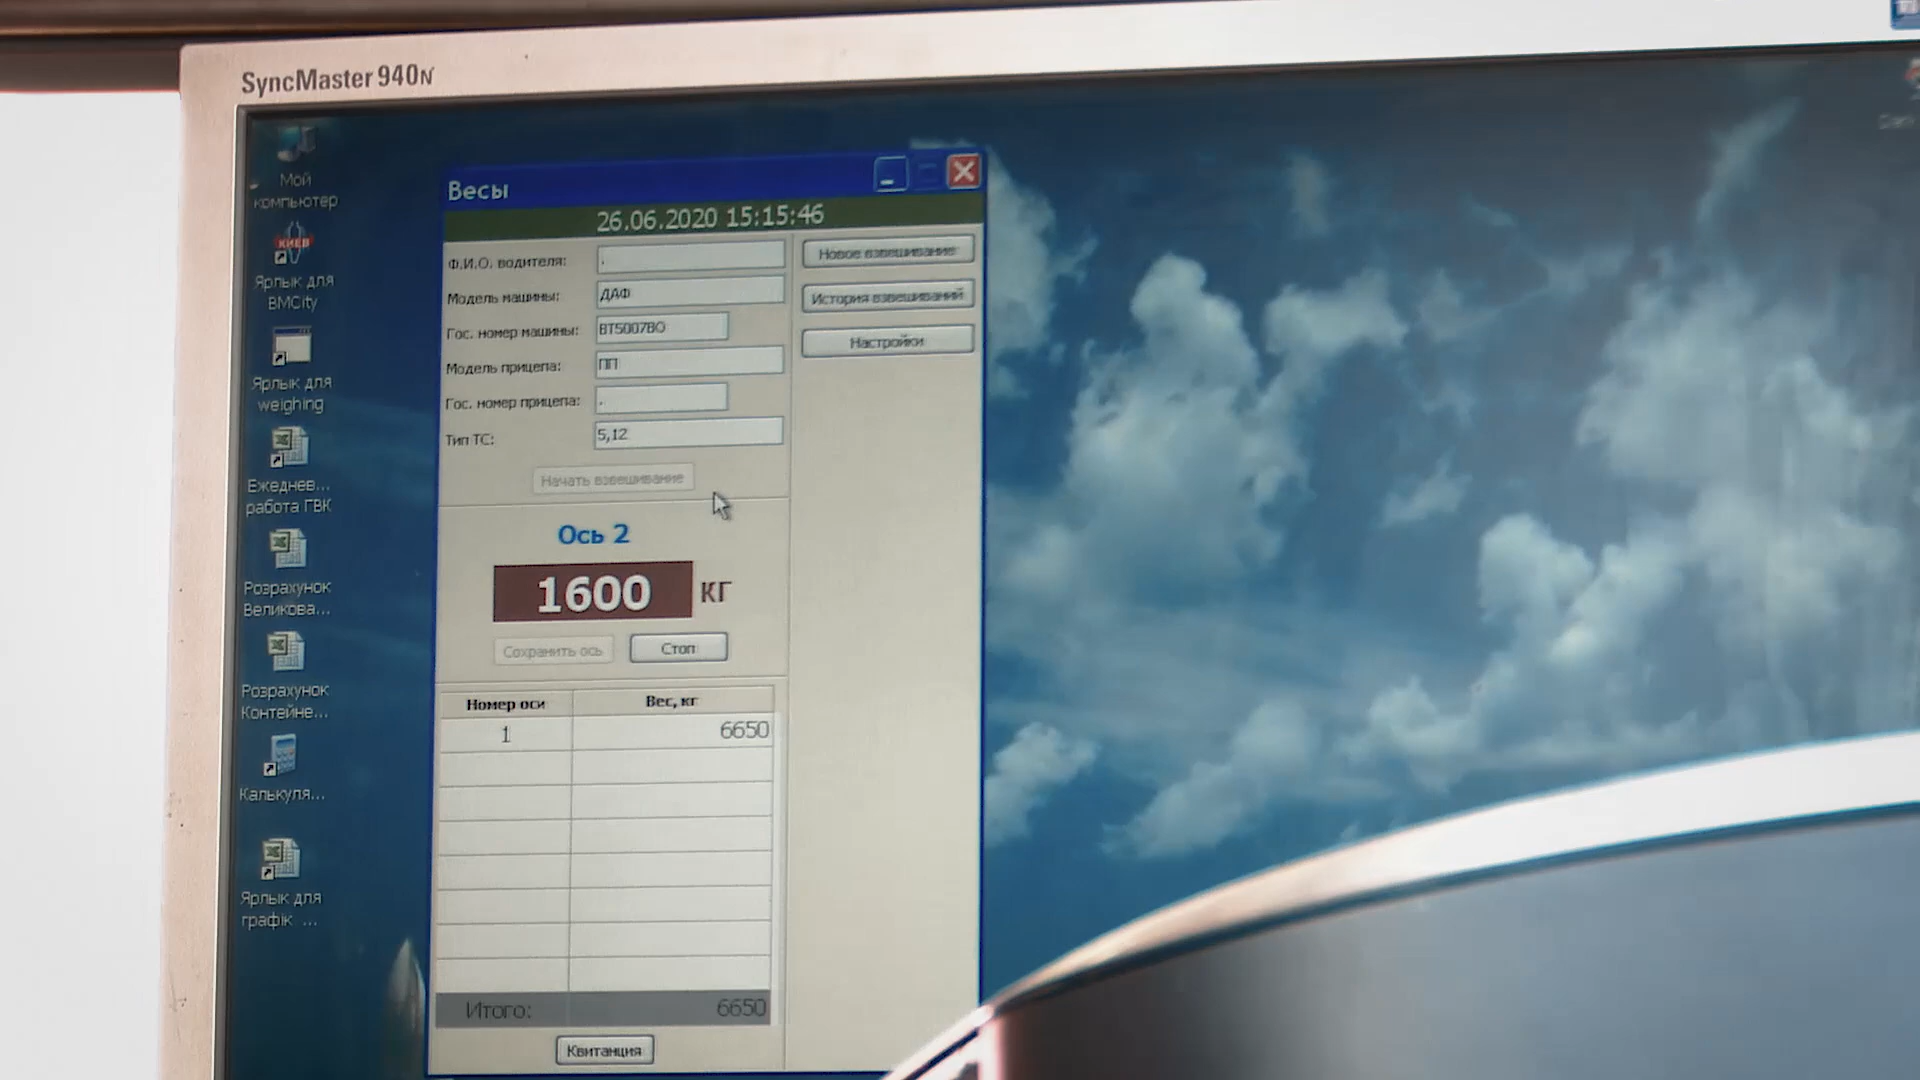 SyncMaster 940N
Мой
компьютер
КИЕВ
Ярлык для
BMCity
Ярлык для
weighing
Ежеднев...
работа ГВК
Розрахунок
Великова...
Розрахунок
Контейне...
Калькуля...
Ярлык для
графік ...
Весы
26.06.2020 15:15:46
Ф.И.О. водителя: .
Модель машины: ДАФ
Гос. номер машины: ВТ5007ВО
Модель прицепа: ПП
Гос. номер прицепа: .
Тип ТС: 5,12
Начать взвешивание
Новое взвешивание
История взвешиваний
Настройки
Ось 2
1600 КГ
Сохранить ось Стоп
Номер оси Вес, кг
1 6650
Итого: 6650
Квитанция